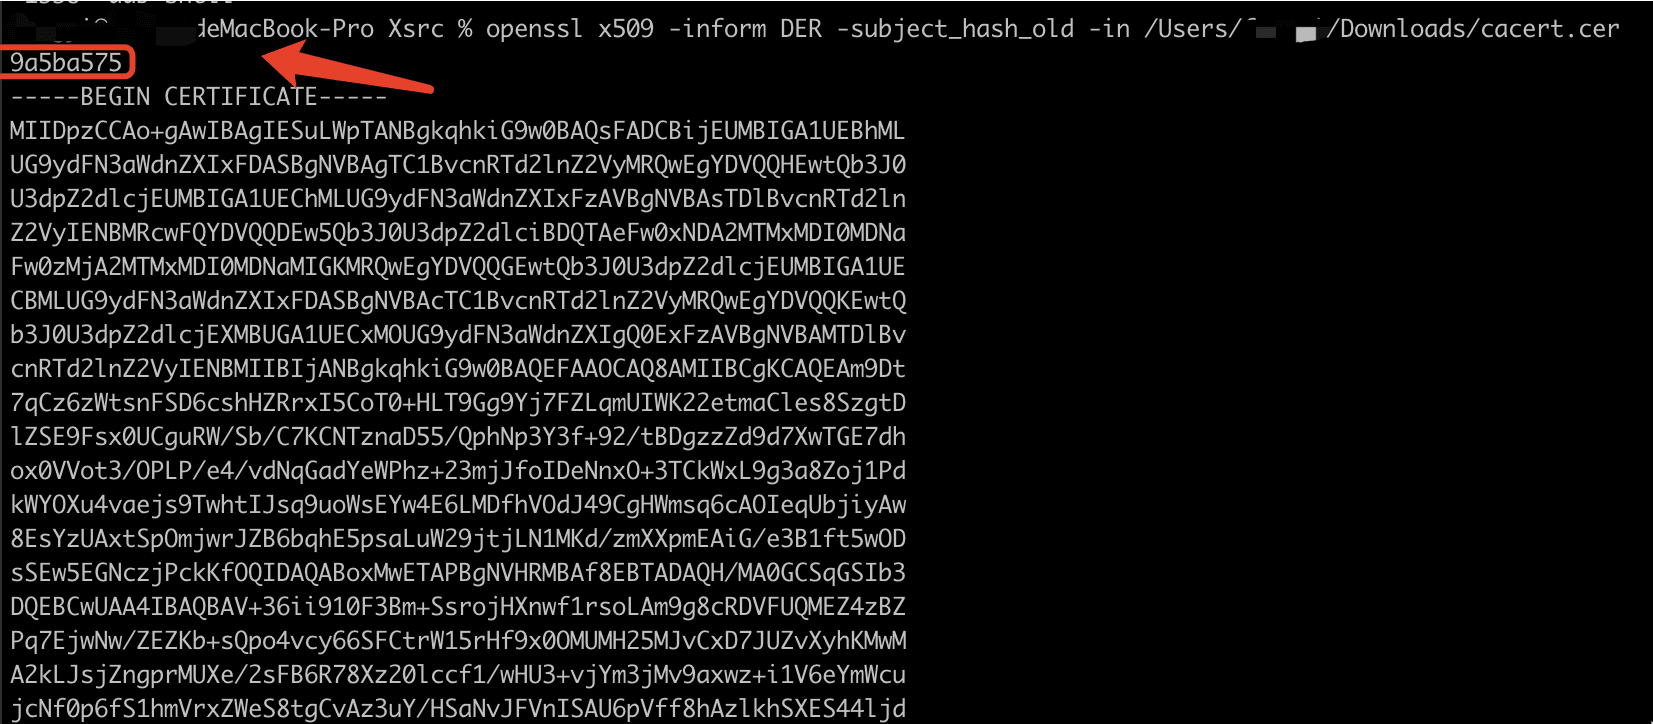 deMacBook-Pro Xsrc % openssl x509 -inform DER -subject_hash_old -in /Users/ /Downloads/cacert.cer
9a5ba575
-----BEGIN CERTIFICATE-----
MIIDpzCCAo+gAwIBAgIESuLWpTANBgkqhkiG9w0BAQsFADCBijEUMBIGA1UEBhML
UG9ydFN3aWdnZXIxFDASBgNVBAgTC1BvcnRTd2lnZ2VyMRQwEgYDVQQHEwtQb3J0
U3dpZ2dlcjEUMBIGA1UEChMLUG9ydFN3aWdnZXIxFzAVBgNVBAsTDlBvcnRTd2ln
Z2VyIENBMRcwFQYDVQQDEw5Qb3J0U3dpZ2dlciBDQTAeFw0xNDA2MTMxMDI0MDNa
Fw0zMjA2MTMxMDI0MDNaMIGKMRQwEgYDVQQGEwtQb3J0U3dpZ2dlcjEUMBIGA1UE
CBMLUG9ydFN3aWdnZXIxFDASBgNVBAcTC1BvcnRTd2lnZ2VyMRQwEgYDVQQKEwtQ
b3J0U3dpZ2dlcjEXMBUGA1UECxMOUG9ydFN3aWdnZXIgQ0ExFzAVBgNVBAMTDlBv
cnRTd2lnZ2VyIENBMIIBIjANBgkqhkiG9w0BAQEFAAOCAQ8AMIIBCgKCAQEAm9Dt
7qCz6zWtsnFSD6cshHZRrxI5CoT0+HLT9Gg9Yj7FZLqmUIWK22etmaCles8SzgtD
lZSE9Fsx0UCguRW/Sb/C7KCNTznaD55/QphNp3Y3f+92/tBDgzzZd9d7XwTGE7dh
ox0VVot3/OPLP/e4/vdNqGadYeWPhz+23mjJfoIDeNnxO+3TCkWxL9g3a8Zoj1Pd
kWYOXu4vaejs9TwhtIJsq9uoWsEYw4E6LMDfhVOdJ49CgHWmsq6cAOIeqUbjiyAw
8EsYzUAxtSpOmjwrJZB6bqhE5psaLuW29jtjLN1MKd/zmXXpmEAiG/e3B1ft5wOD
sSEw5EGNczjPckKfOQIDAQABoxMwETAPBgNVHRMBAf8EBTADAQH/MA0GCSqGSIb3
DQEBCwUAA4IBAQBAV+36ii910F3Bm+SsrojHXnwf1rsoLAm9g8cRDVFUQMEZ4zBZ
Pq7EjwNw/ZEZKb+sQpo4vcy66SFCtrW15rHf9x0OMUMH25MJvCxD7JUZvXyhKMwM
A2kLJsjZngprMUXe/2sFB6R78Xz20lccf1/wHU3+vjYm3jMv9axwz+i1V6eYmWcu
jcNf0p6fS1hmVrxZWeS8tgCvAz3uY/HSaNvJFVnISAU6pVff8hAzlkhSXES44ljd